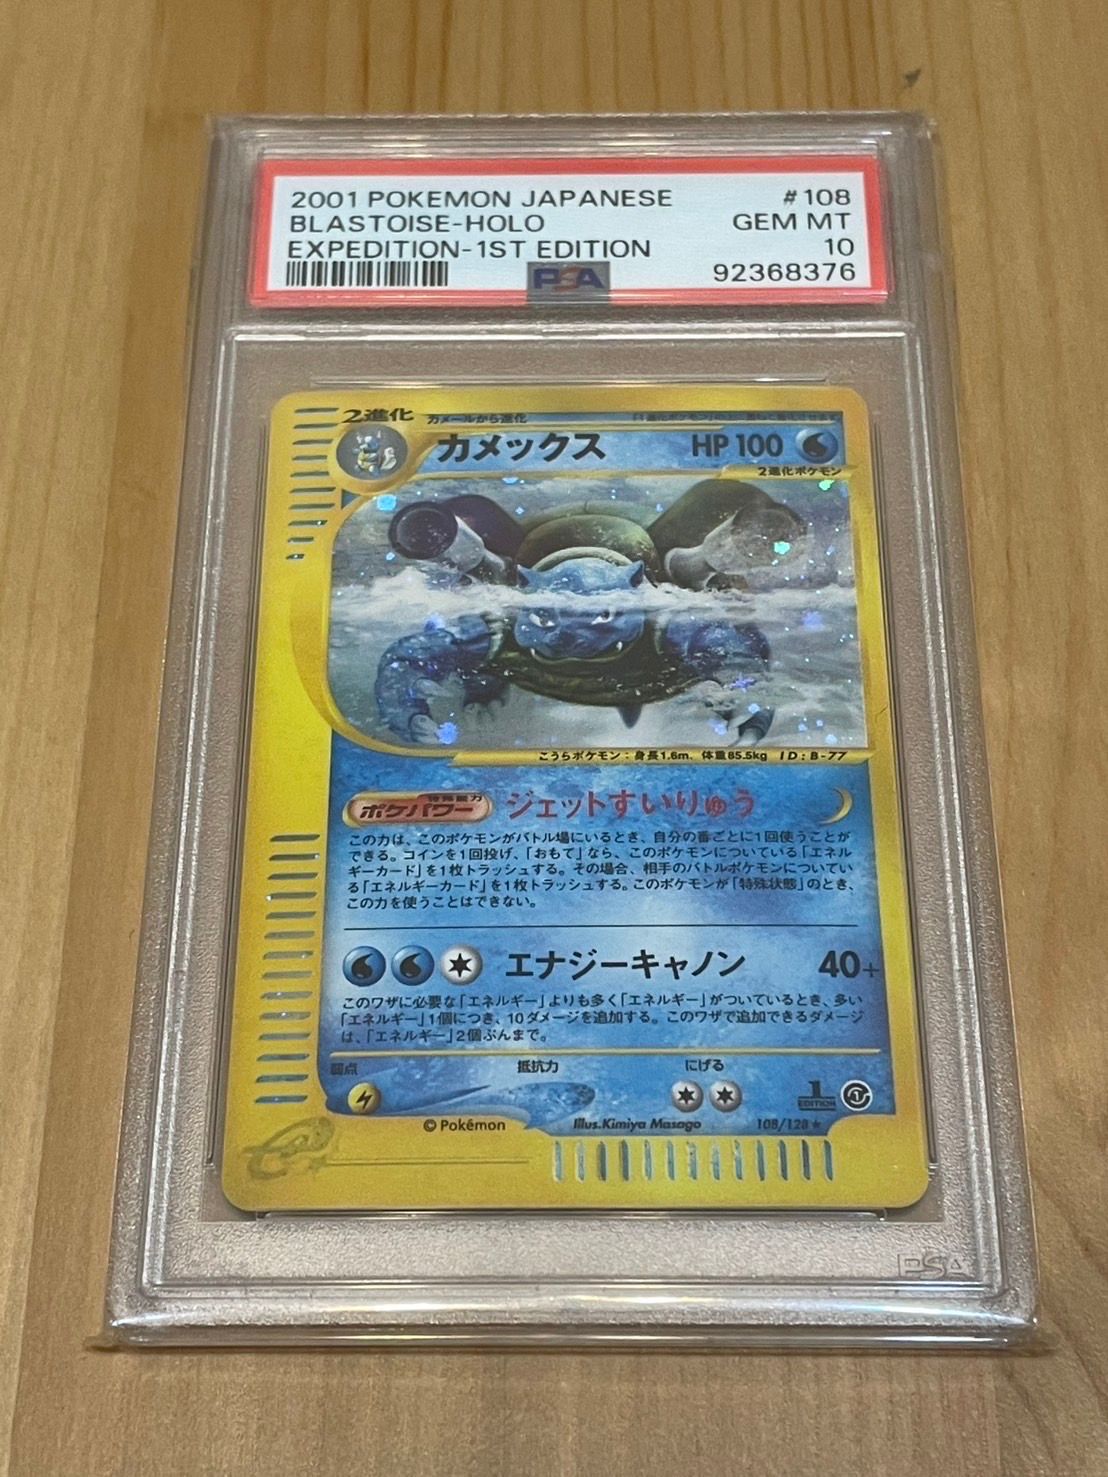 2001 POKEMON JAPANESE #108
BLASTOISE-HOLO GEM MT
EXPEDITION-1ST EDITION 10
PSA 92368376
2進化 カメールから進化
カメックス HP100
2進化ポケモン
こうらポケモン：身長1.6m、体重85.5kg ID:B-77
特殊能力
ポケパワー ジェットすいりゅう
この力は、このポケモンがバトル場にいるとき、自分の番ごとに1回使うことが
できる。コインを1回投げ、「おもて」なら、このポケモンについている「エネル
ギーカード」を1枚トラッシュする。その場合、相手のバトルポケモンについてい
る「エネルギーカード」を1枚トラッシュする。このポケモンが「特殊状態」のとき、
この力を使うことはできない。
エナジーキャノン 40+
このワザに必要な「エネルギー」よりも多く「エネルギー」がついているとき、多い
「エネルギー」1個につき、10ダメージを追加する。このワザで追加できるダメージ
は、「エネルギー」2個ぶんまで。
弱点 抵抗力 にげる
1
EDITION
©Pokémon Illus.Kimiya Masago 108/128★
e
PSA